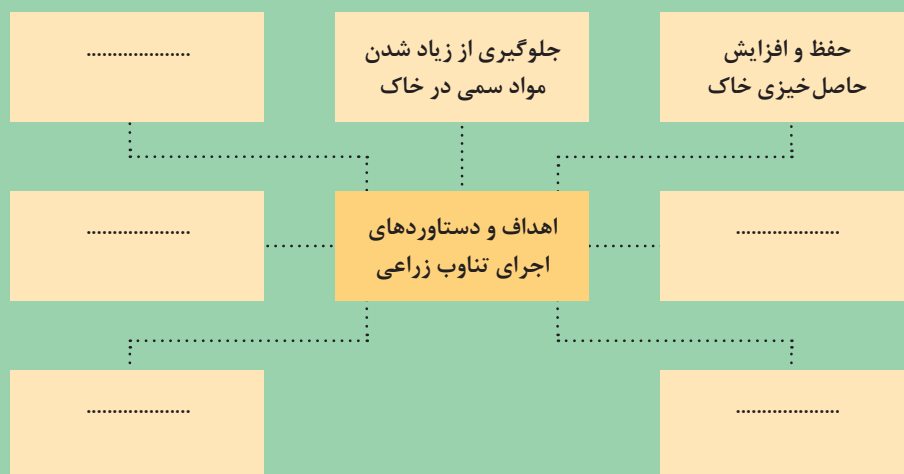 حفظ و افزایش
حاصل‌خیزی خاک
جلوگیری از زیاد شدن
مواد سمی در خاک
....................
....................
اهداف و دستاوردهای
اجرای تناوب زراعی
....................
....................
....................